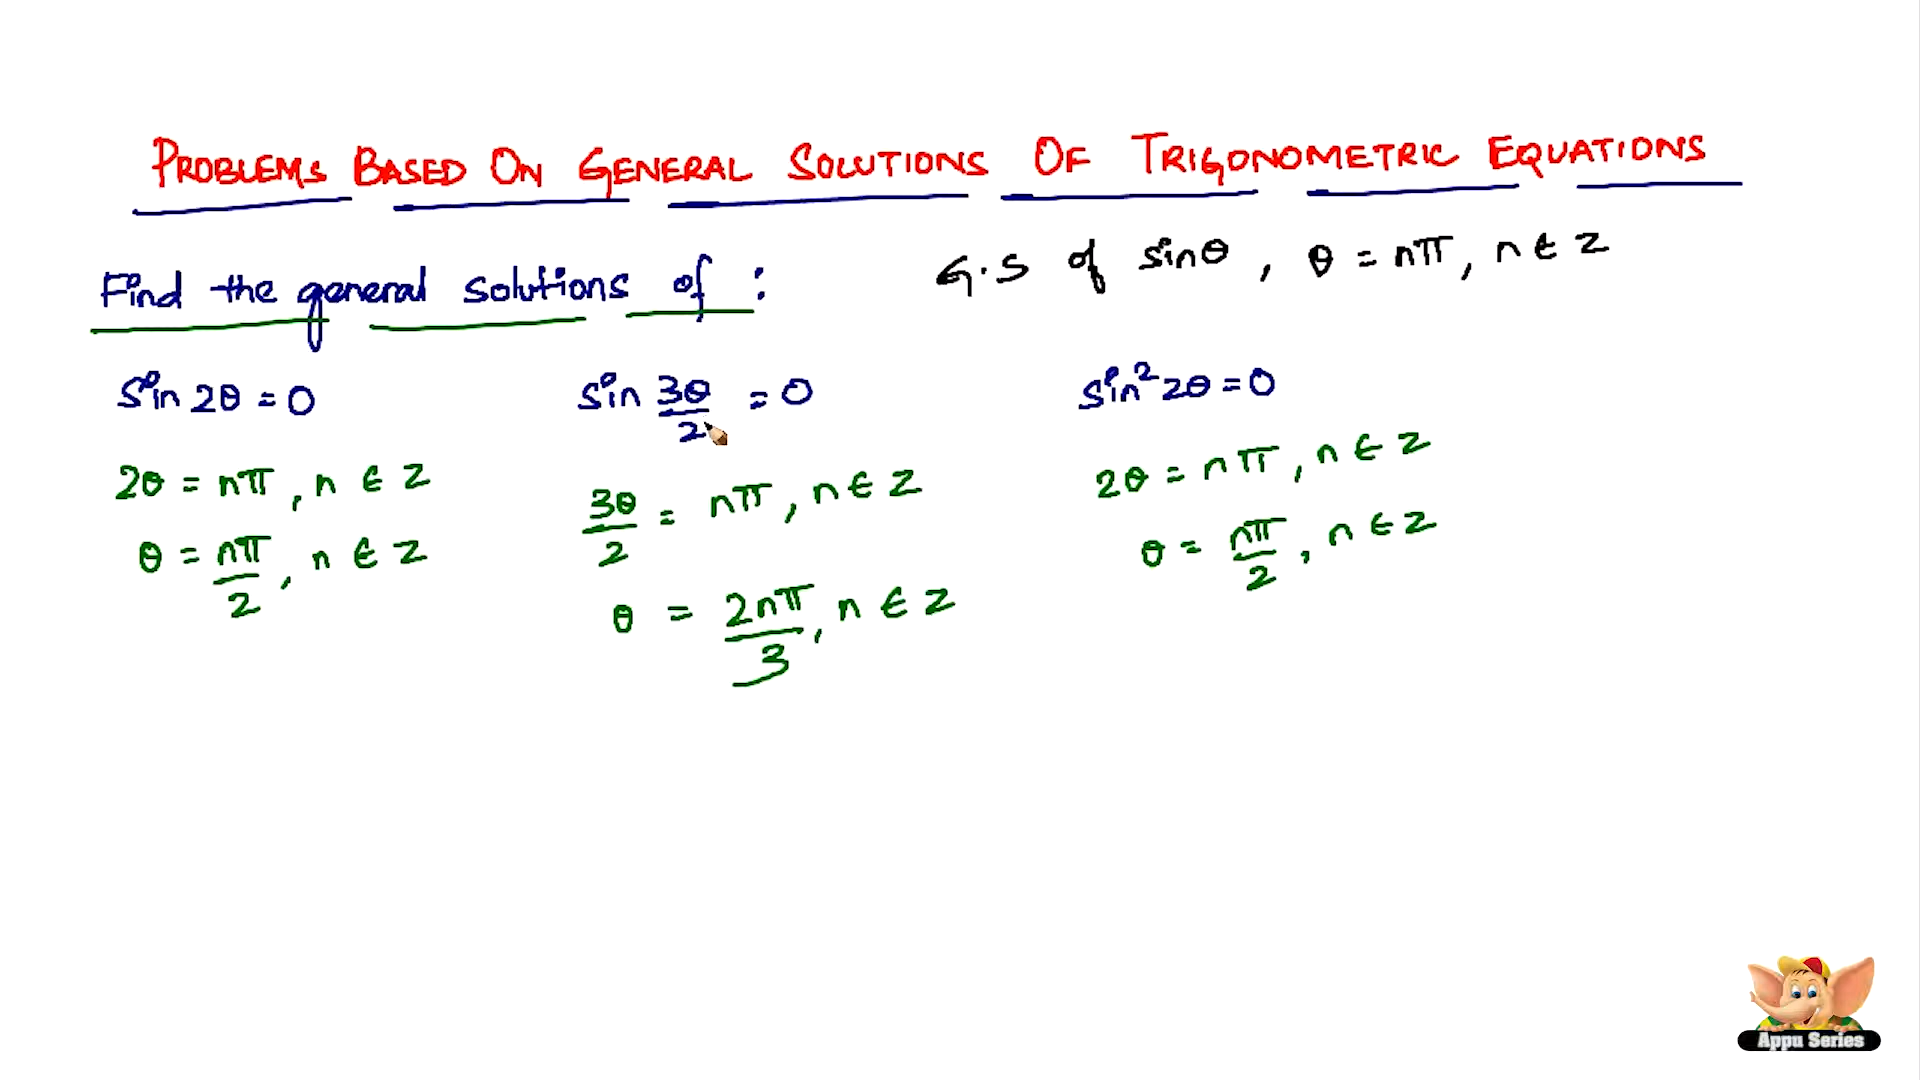 PROBLEMS BASED ON GENERAL SOLUTIONS OF TRIGONOMETRIC EQUATIONS
Find the general solutions of :
G.S of sinθ, θ = nπ, n ∈ Z
sin 2θ = 0
2θ = nπ, n ∈ Z
θ = nπ/2, n ∈ Z
sin 3θ/2 = 0
3θ/2 = nπ, n ∈ Z
θ = 2nπ/3, n ∈ Z
sin² 2θ = 0
2θ = nπ, n ∈ Z
θ = nπ/2, n ∈ Z
Appu Series